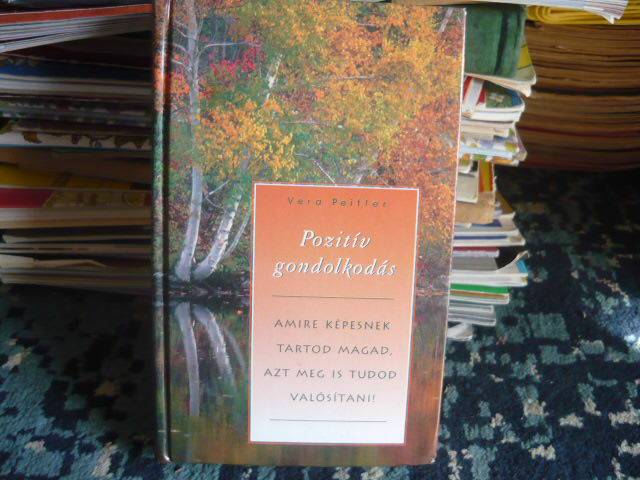 Vera Peiffer
Pozitív
gondolkodás
AMIRE KÉPESNEK
TARTOD MAGAD,
AZT MEG IS TUDOD
VALÓSÍTANI!